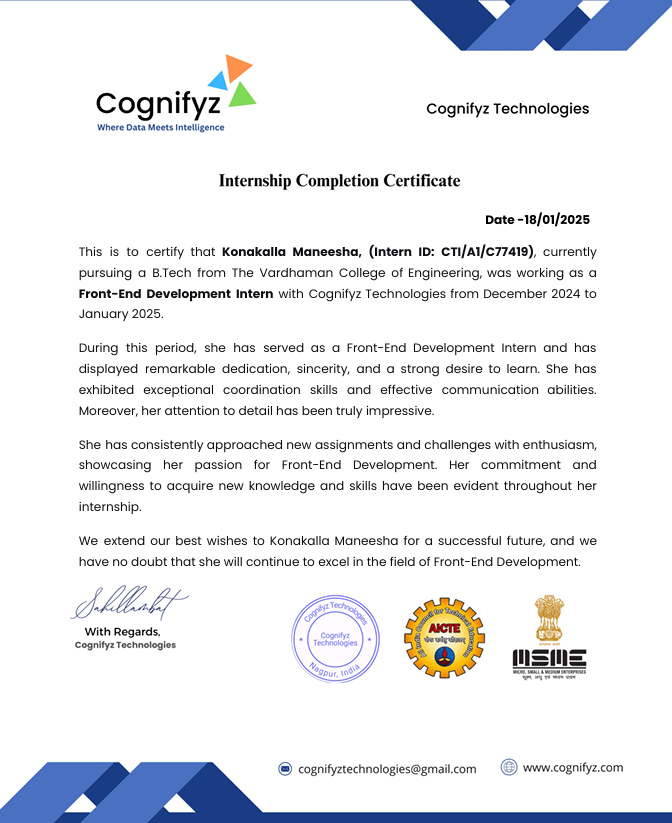 Cognifyz
Where Data Meets Intelligence
Cognifyz Technologies
Internship Completion Certificate
Date -18/01/2025
This is to certify that Konakalla Maneesha, (Intern ID: CTI/A1/C77419), currently
pursuing a B.Tech from The Vardhaman College of Engineering, was working as a
Front-End Development Intern with Cognifyz Technologies from December 2024 to
January 2025.
During this period, she has served as a Front-End Development Intern and has
displayed remarkable dedication, sincerity, and a strong desire to learn. She has
exhibited exceptional coordination skills and effective communication abilities.
Moreover, her attention to detail has been truly impressive.
She has consistently approached new assignments and challenges with enthusiasm,
showcasing her passion for Front-End Development. Her commitment and
willingness to acquire new knowledge and skills have been evident throughout her
internship.
We extend our best wishes to Konakalla Maneesha for a successful future, and we
have no doubt that she will continue to excel in the field of Front-End Development.
With Regards,
Cognifyz Technologies
Cognifyz Technologies
Cognifyz
Technologies
Nagpur, India
All India Council for Technical Education
AICTE
MSME
MICRO, SMALL & MEDIUM ENTERPRISES
सूक्ष्म, लघु एवं मध्यम उद्यम
cognifyztechnologies@gmail.com
www.cognifyz.com